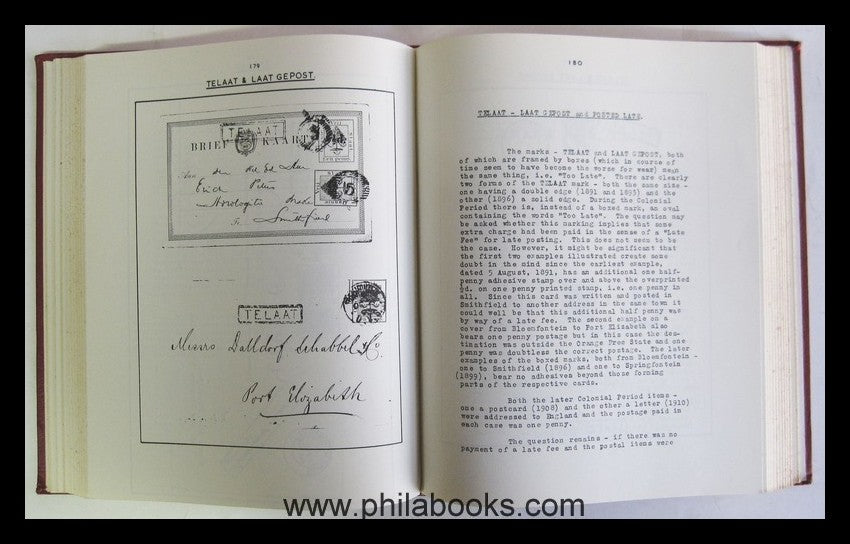 179
TELAAT & LAAT GEPOST.
TELAAT
BRIEF KAART
Aan den
Erich Peters
Smithfield
TELAAT
Messrs Dalldorf Schabbel & Co
Port Elizabeth
180
TELAAT - LAAT GEPOST and POSTED LATE.
The marks - TELAAT and LAAT GEPOST, both
of which are framed by boxes (which in course of
time seem to have become the worse for wear) mean
the same thing, i.e. "Too Late". There are clearly
two forms of the TELAAT mark - both the same size -
one having a double edge (1891 and 1893) and the
other (1896) a solid edge. During the Colonial
Period there is, instead of a boxed mark, an oval
containing the words "Too Late". The question may
be asked whether this marking implies that some
extra charge had been paid in the sense of a "Late
Fee" for late posting. This does not seem to be
the case. However, it might be significant that
the first two examples illustrated create some
doubt in the mind since the earliest example,
dated 5 August, 1891, has an additional one half-
penny adhesive stamp over and above the overprinted
½d. on one penny printed stamp, i.e. one penny in
all. Since this card was written and posted in
Smithfield to another address in the same town it
could well be that this additional half penny was
by way of a late fee. The second example on a
cover from Bloemfontein to Port Elizabeth also
bears one penny postage but in this case the des-
tination was outside the Orange Free State and one
penny was doubtless the correct postage. The later
examples of the boxed marks, both from Bloemfontein -
one to Smithfield (1896) and one to Springfontein
(1899), bear no adhesives beyond those forming
parts of the respective cards.
Both the later Colonial Period items -
one a postcard (1908) and the other a letter (1910)
were addressed to England and the postage paid in
each case was one penny.
The question remains - if there was no
payment of a late fee and the postal items were
www.philabooks.com